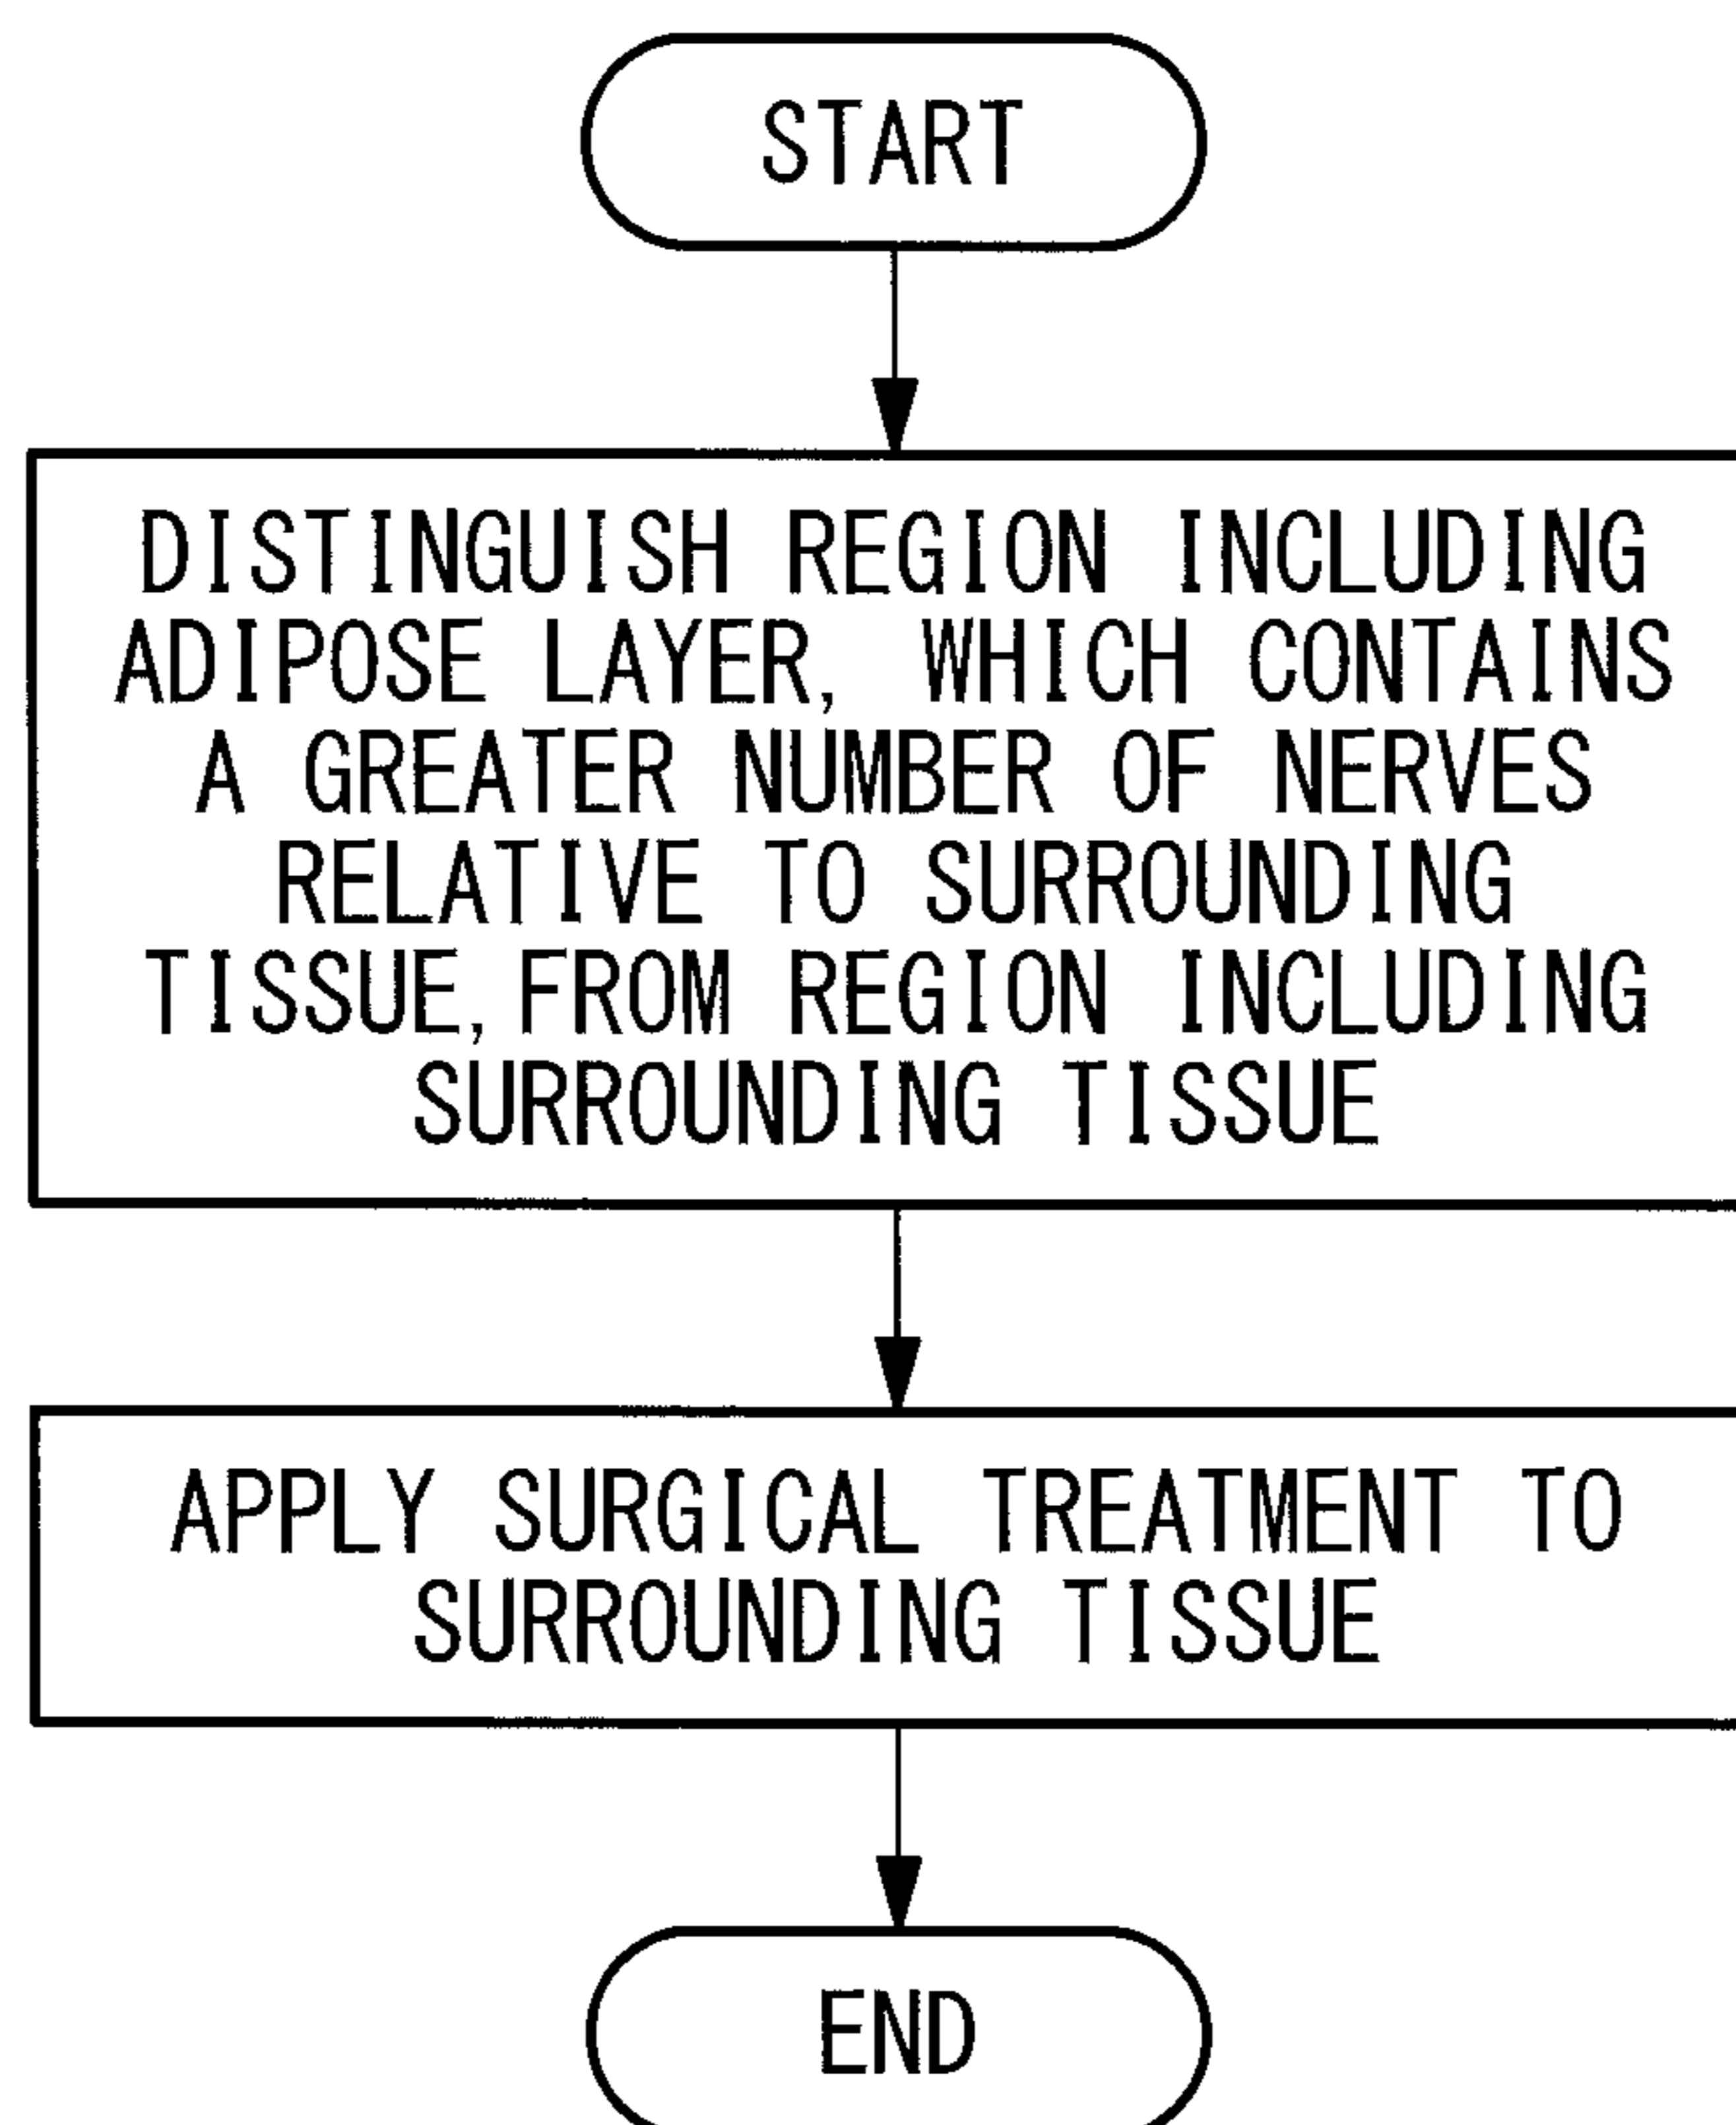 START
DISTINGUISH REGION INCLUDING
ADIPOSE LAYER, WHICH CONTAINS
A GREATER NUMBER OF NERVES
RELATIVE TO SURROUNDING
TISSUE, FROM REGION INCLUDING
SURROUNDING TISSUE
APPLY SURGICAL TREATMENT TO
SURROUNDING TISSUE
END